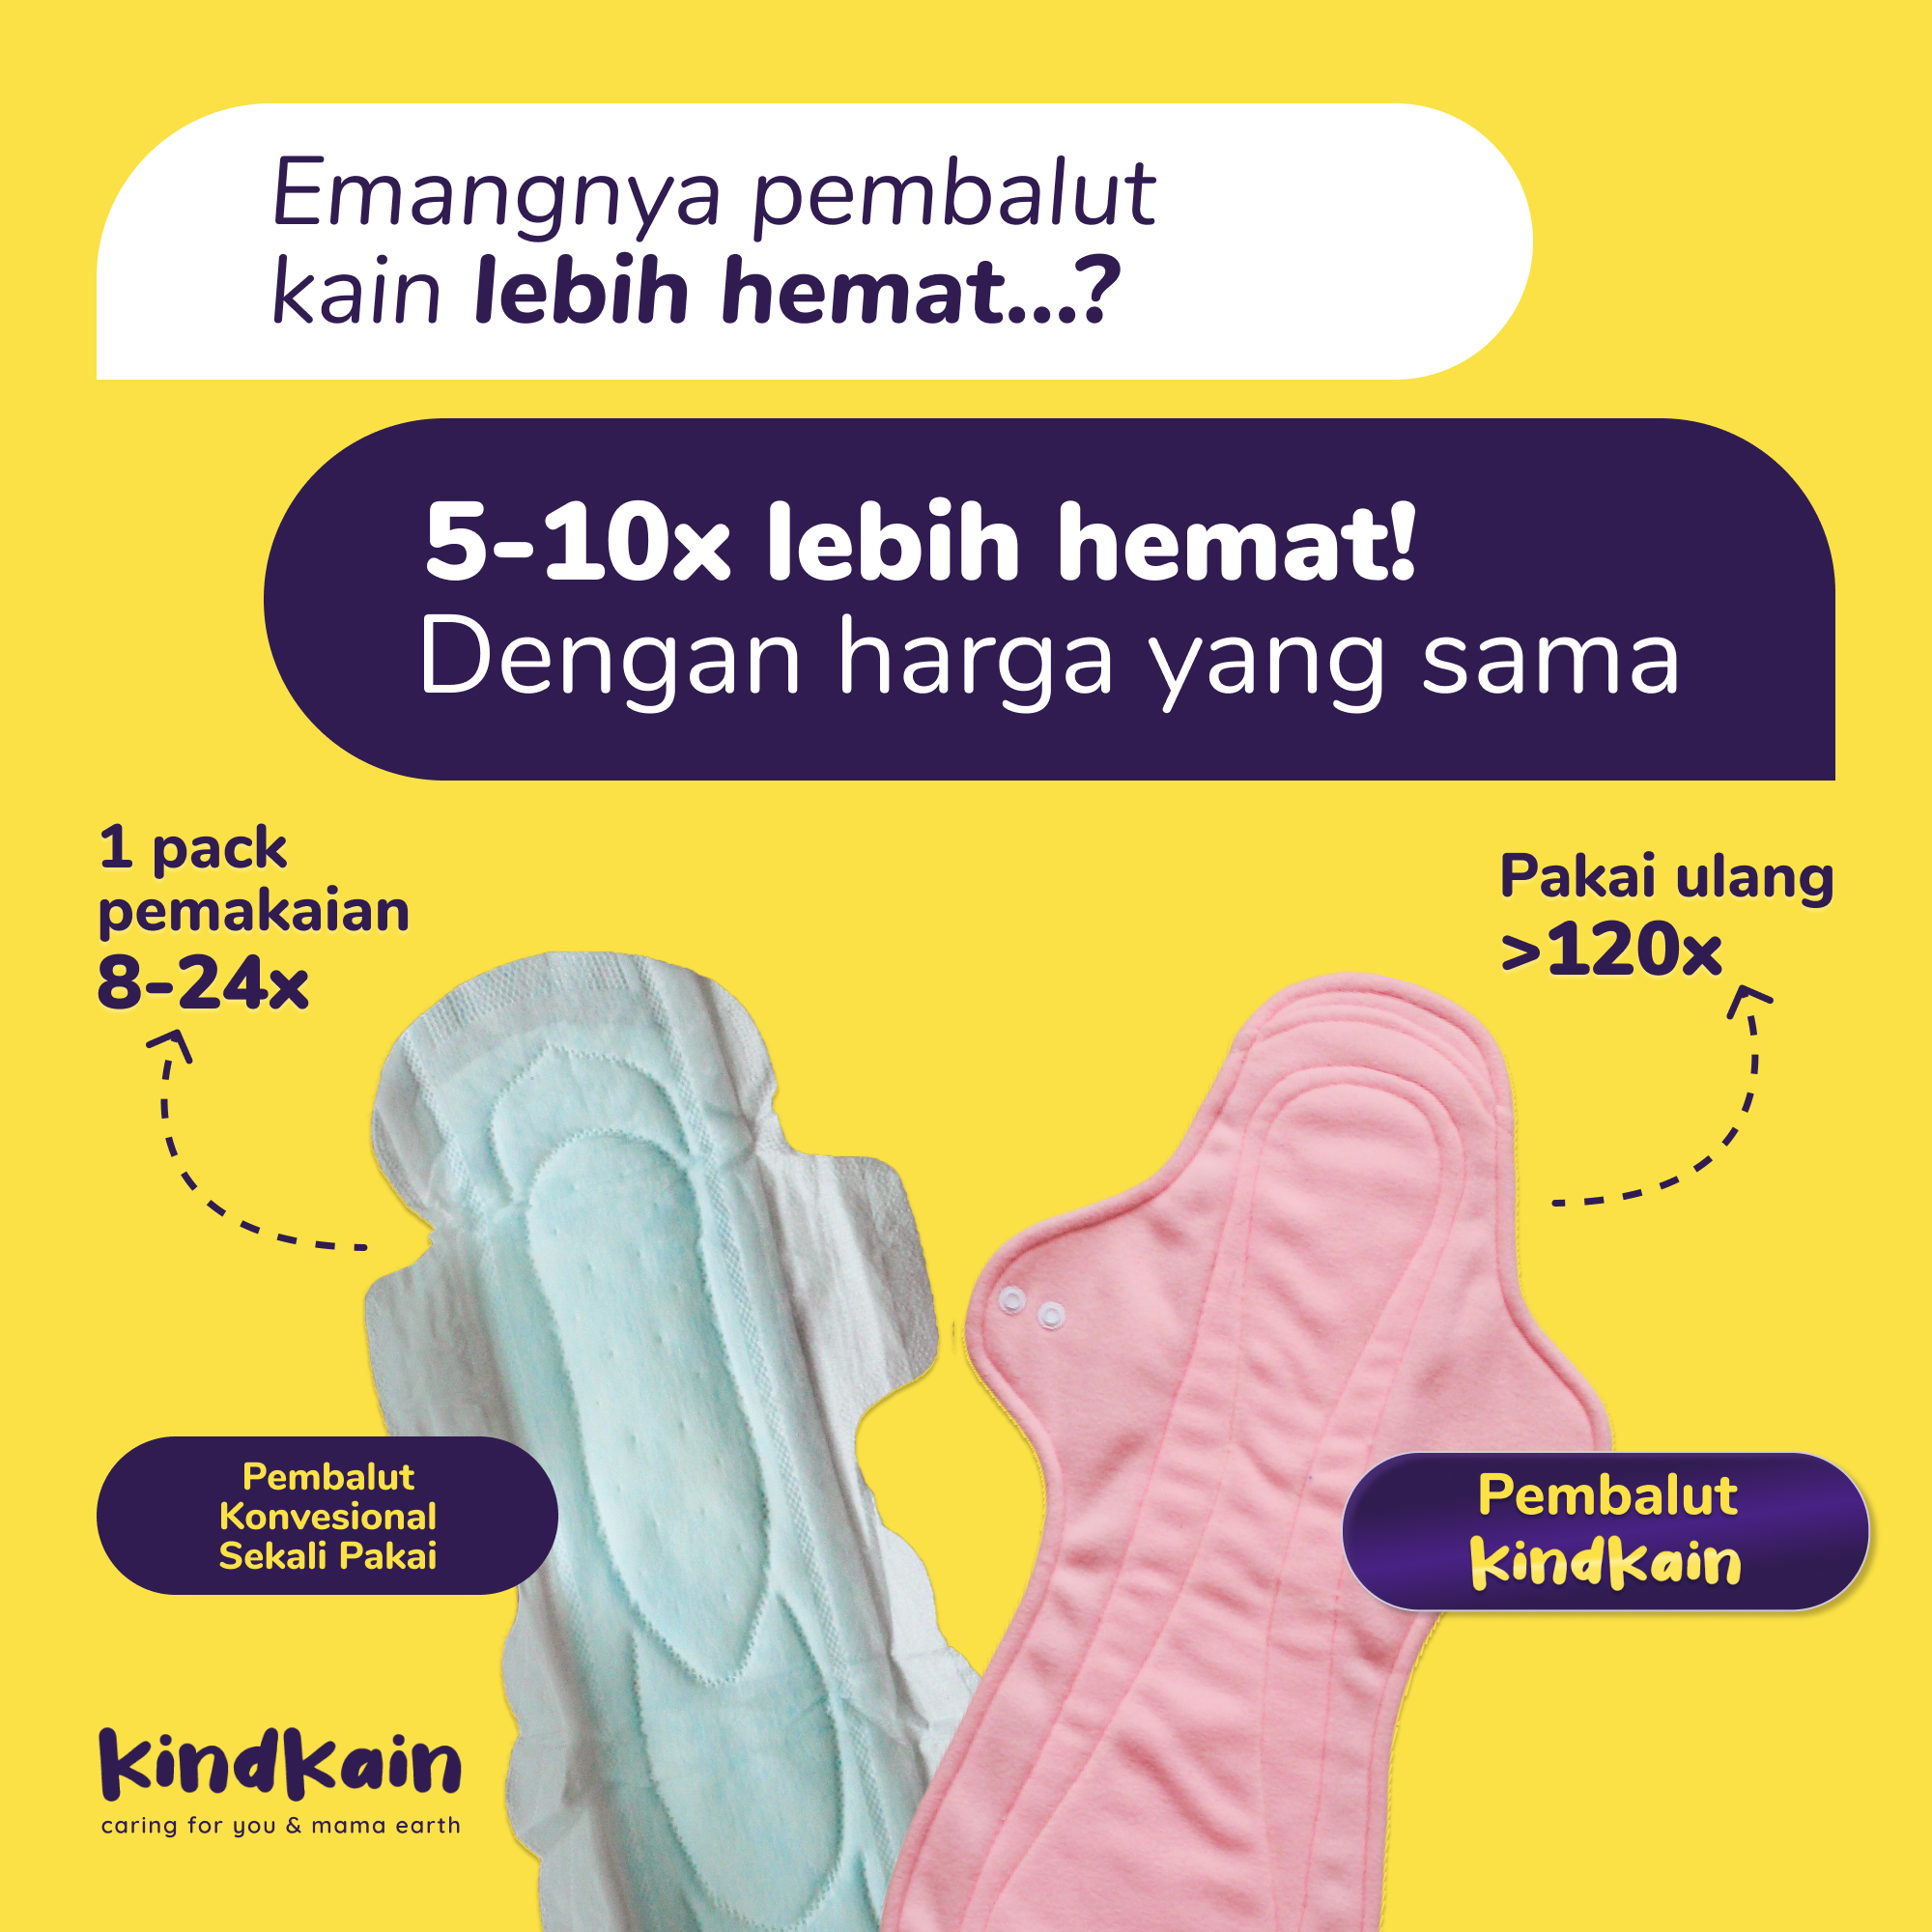 Emangnya pembalut
kain lebih hemat...?
5-10x lebih hemat!
Dengan harga yang sama
1 pack
pemakaian
8-24x
Pakai ulang
>120x
Pembalut
Konvesional
Sekali Pakai
Pembalut
kindkain
kindkain
caring for you & mama earth